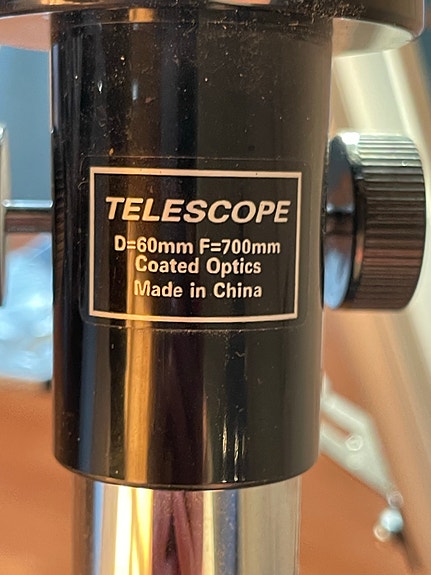 TELESCOPE
D=60mm F=700mm
Coated Optics
Made in China